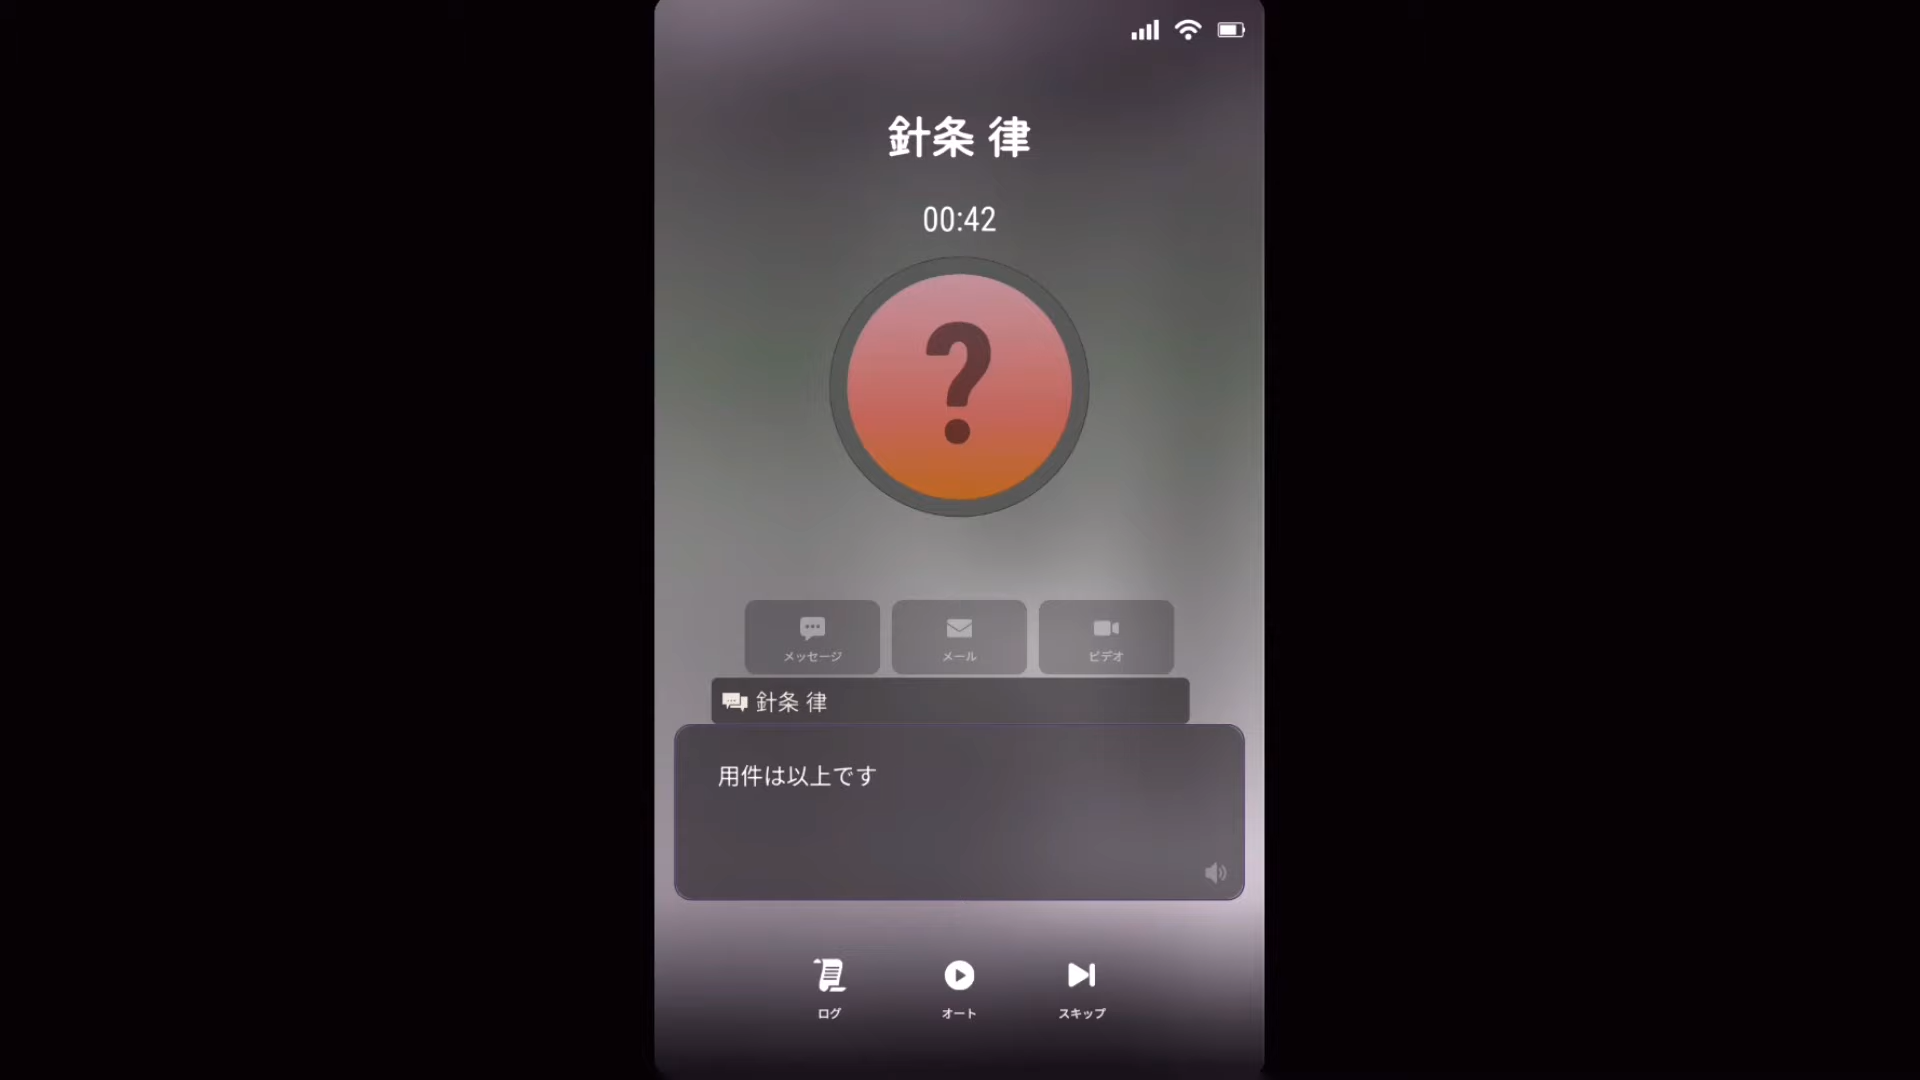 針条 律
00:42
メッセージ
メール
ビデオ
針条 律
用件は以上です
ログ
オート
スキップ